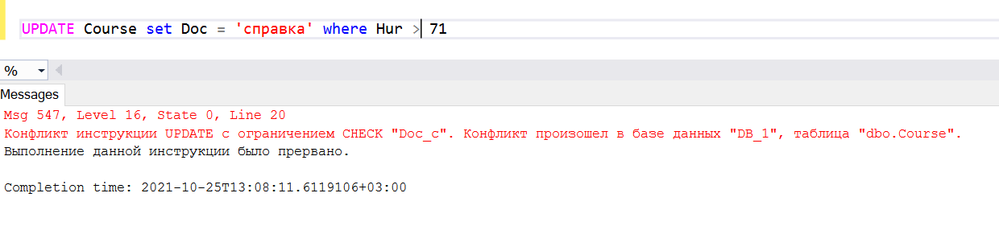 UPDATE Course set Doc = 'справка' where Hur > 71
%
Messages
Msg 547, Level 16, State 0, Line 20
Конфликт инструкции UPDATE с ограничением CHECK "Doc_c". Конфликт произошел в базе данных "DB_1", таблица "dbo.Course".
Выполнение данной инструкции было прервано.
Completion time: 2021-10-25T13:08:11.6119106+03:00